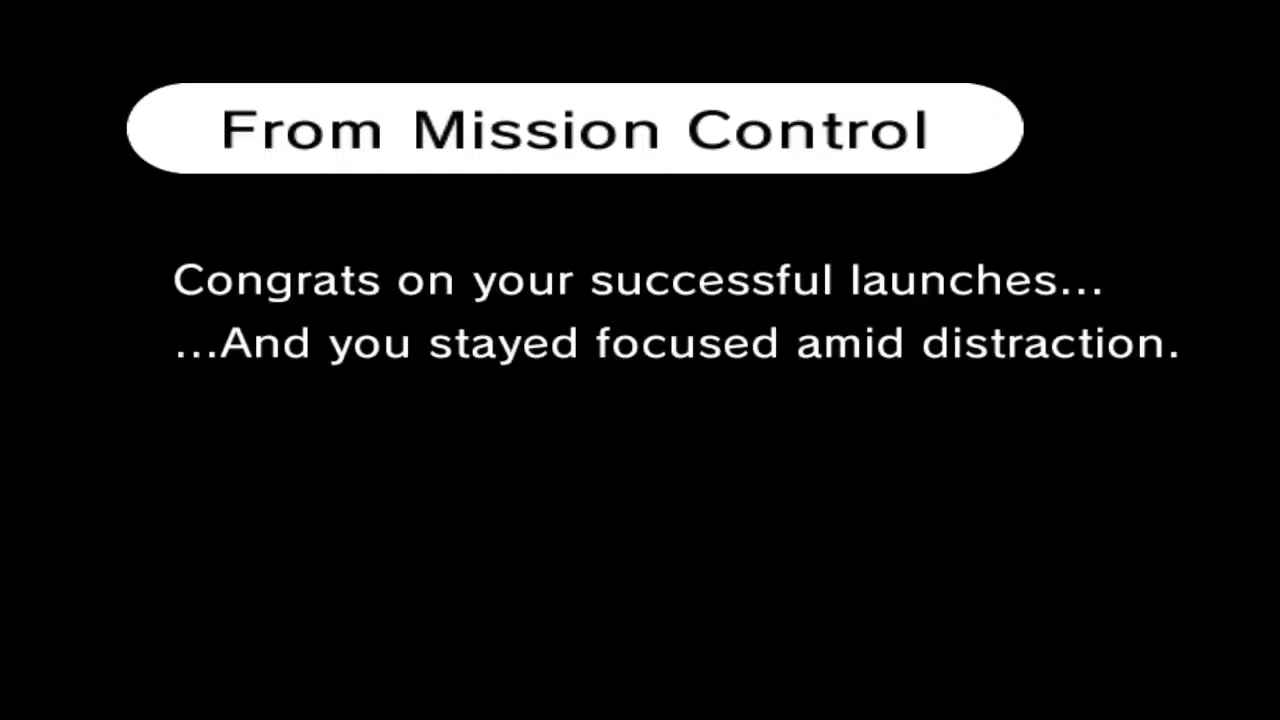 From Mission Control
Congrats on your successful launches...
...And you stayed focused amid distraction.